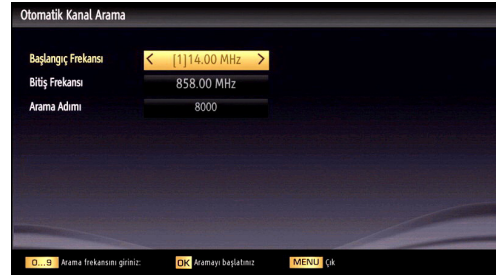 Otomatik Kanal Arama
Başlangıç Frekansı < [1]14.00 MHz >
Bitiş Frekansı 858.00 MHz
Arama Adımı 8000
0...9 Arama frekansını giriniz: OK Aramayı başlatınız MENU Çık